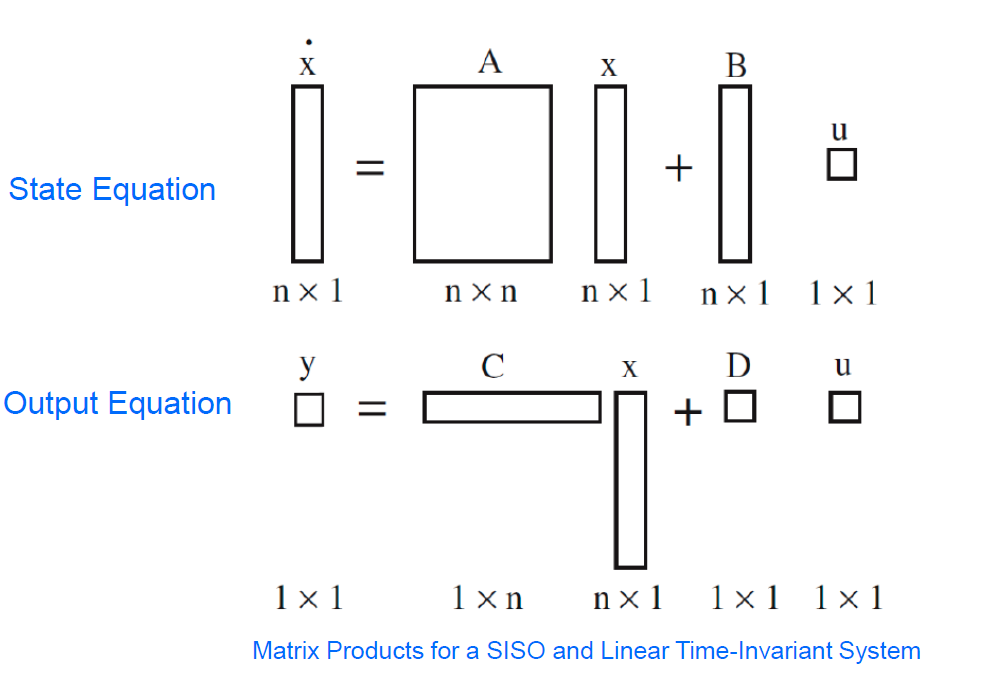 ẋ A x B
u
State Equation = +
n × 1 n × n n × 1 n × 1 1 × 1
y C x D u
Output Equation = +
1 × 1 1 × n n × 1 1 × 1 1 × 1
Matrix Products for a SISO and Linear Time-Invariant System